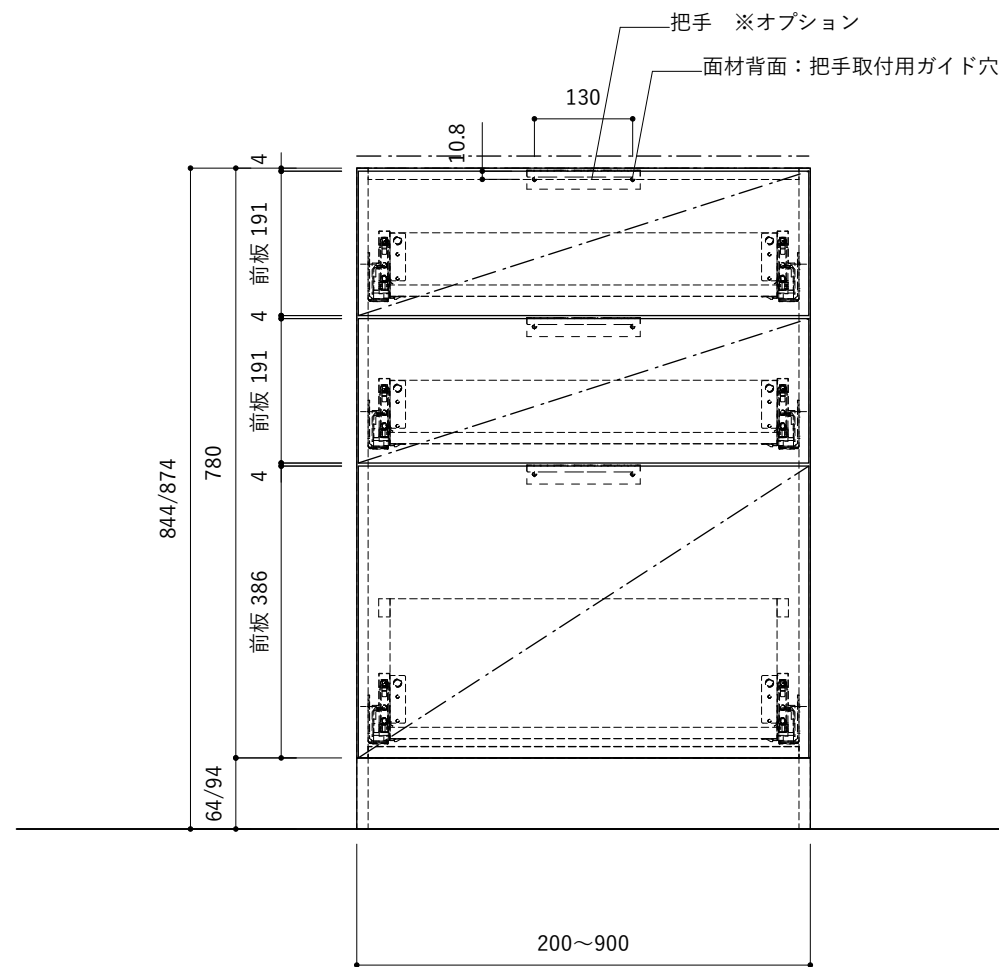 把手　※オプション
面材背面：把手取付用ガイド穴
130
10.8
4
前板 191
4
前板 191
4
前板 386
780
844/874
64/94
200〜900